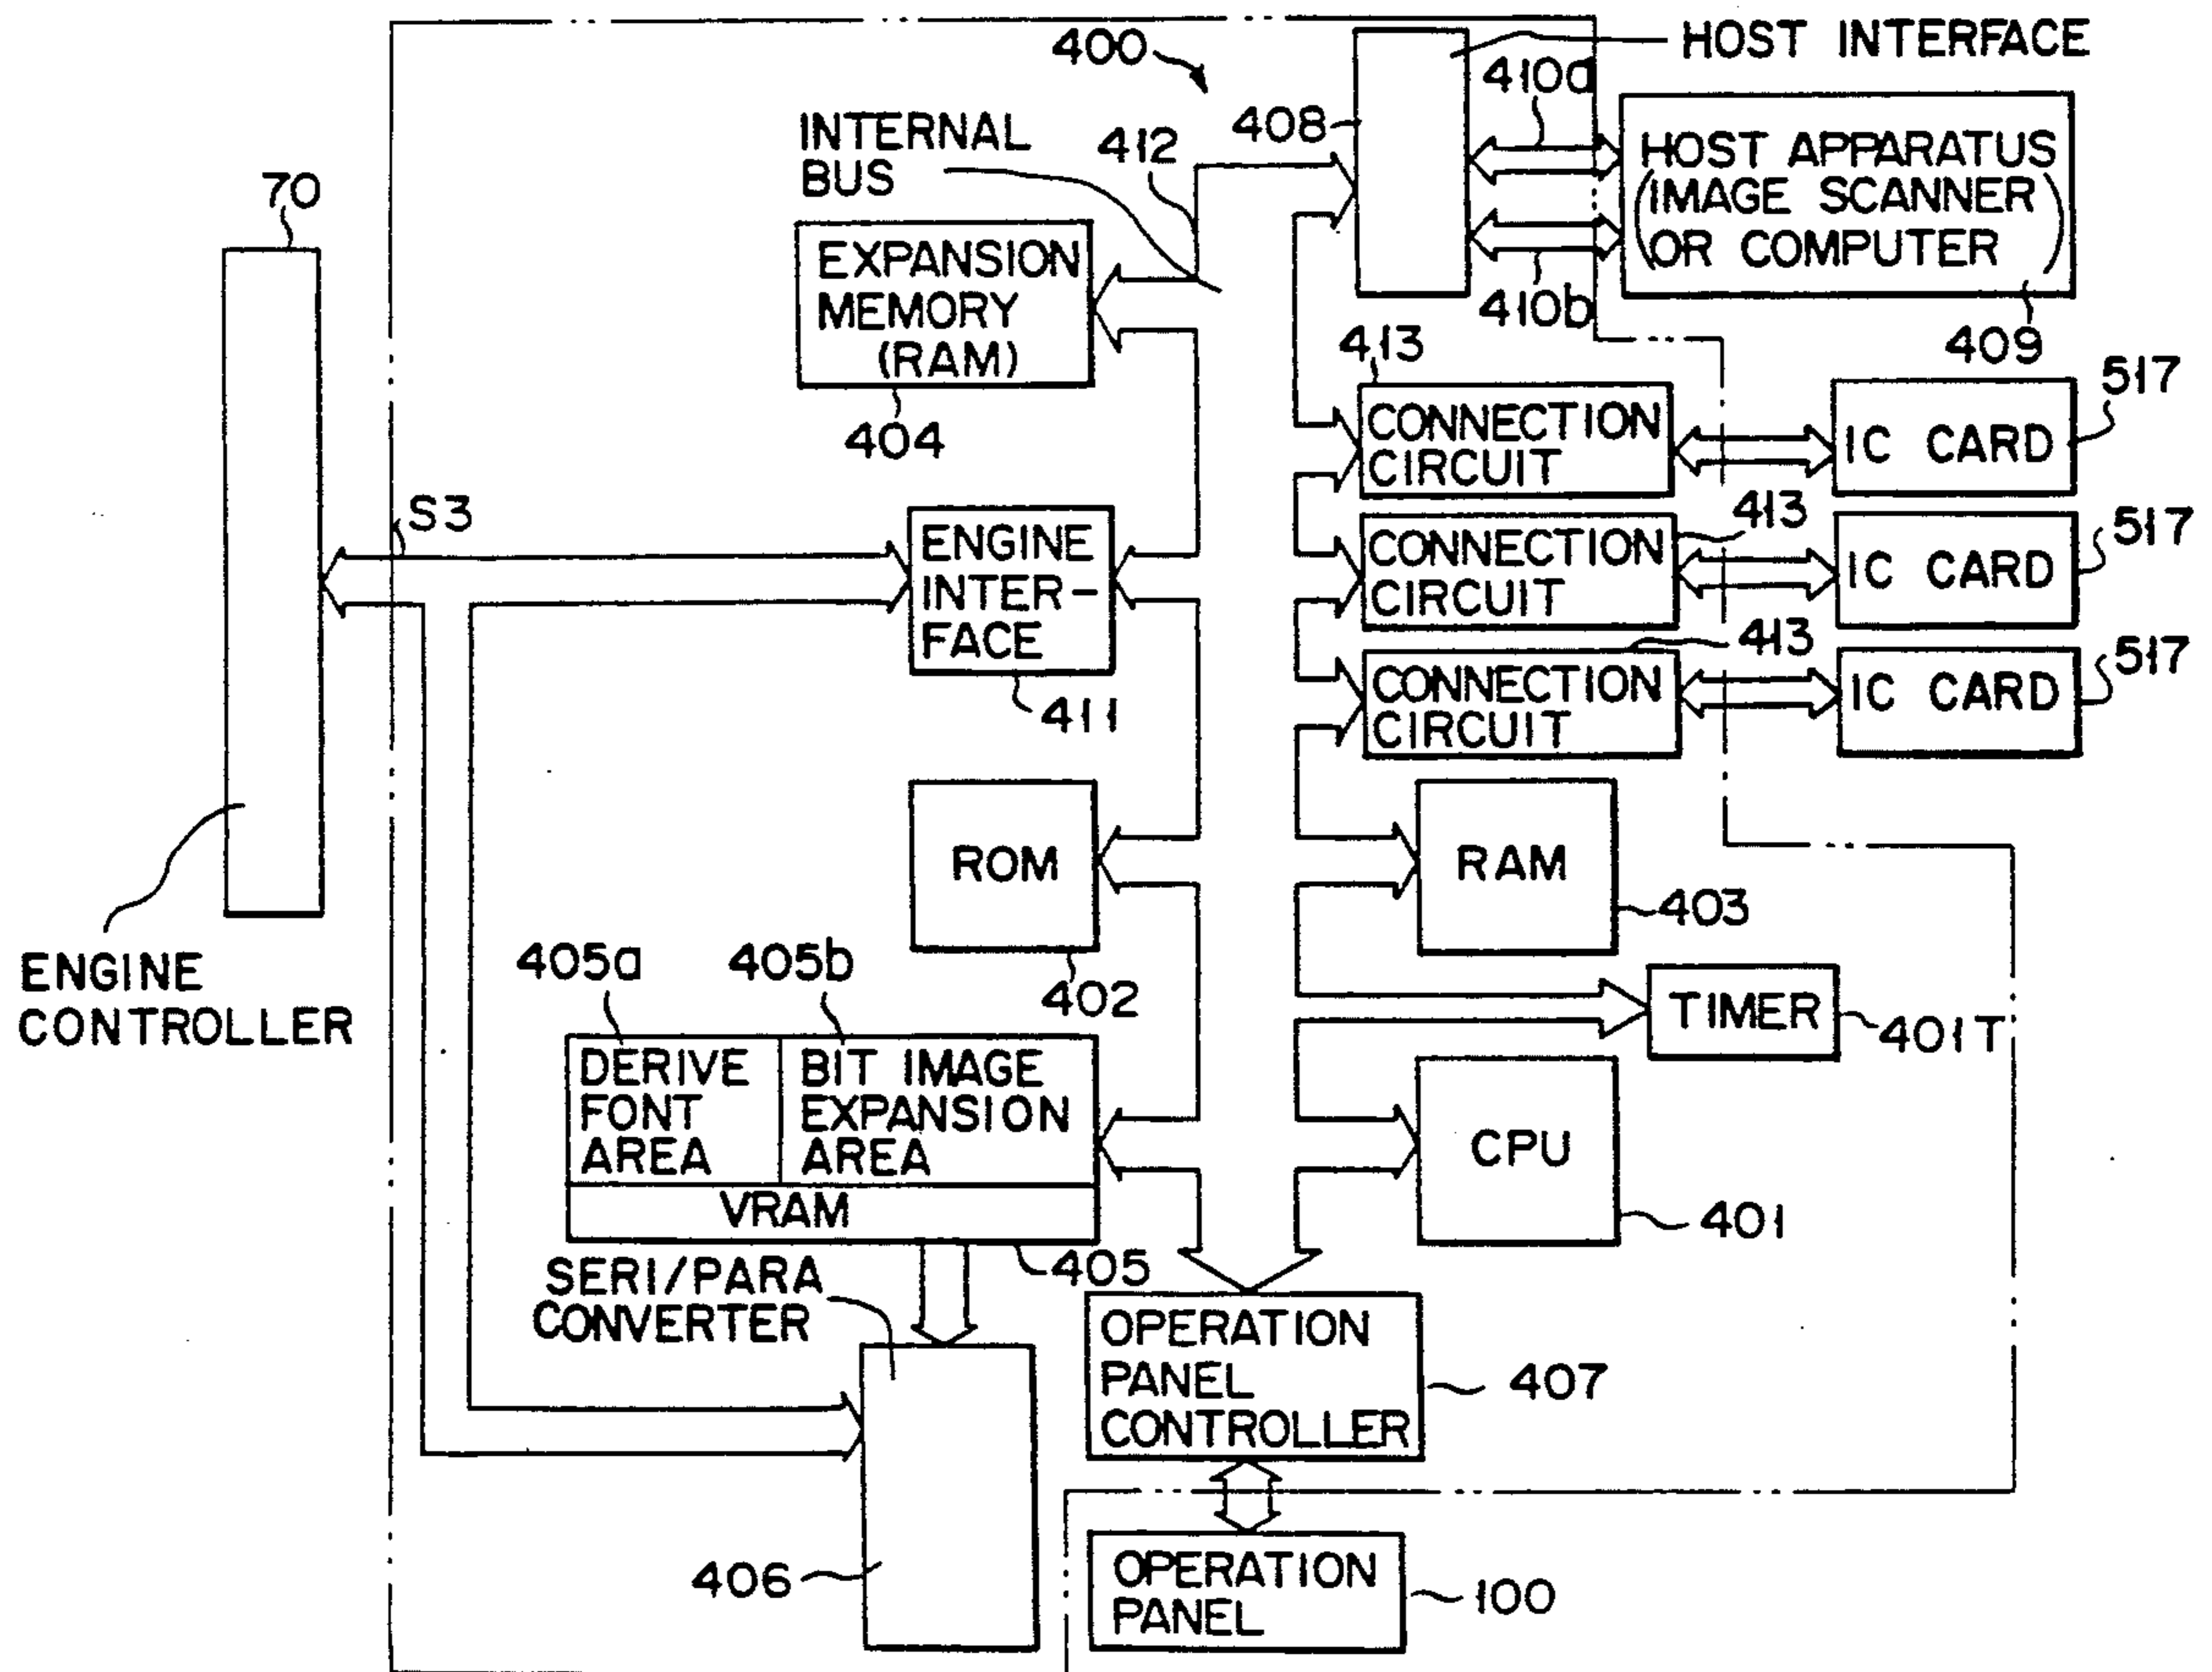 400
HOST INTERFACE
410a
408
INTERNAL
BUS
412
HOST APPARATUS
(IMAGE SCANNER
OR COMPUTER)
410b
409
70
EXPANSION
MEMORY
(RAM)
404
413
CONNECTION
CIRCUIT
IC CARD
517
S3
ENGINE
INTER-
FACE
411
413
CONNECTION
CIRCUIT
IC CARD
517
413
CONNECTION
CIRCUIT
IC CARD
517
ENGINE
CONTROLLER
ROM
402
RAM
403
TIMER
401T
405a
405b
DERIVE
FONT
AREA
BIT IMAGE
EXPANSION
AREA
VRAM
405
CPU
401
SERI/PARA
CONVERTER
406
OPERATION
PANEL
CONTROLLER
407
OPERATION
PANEL
100